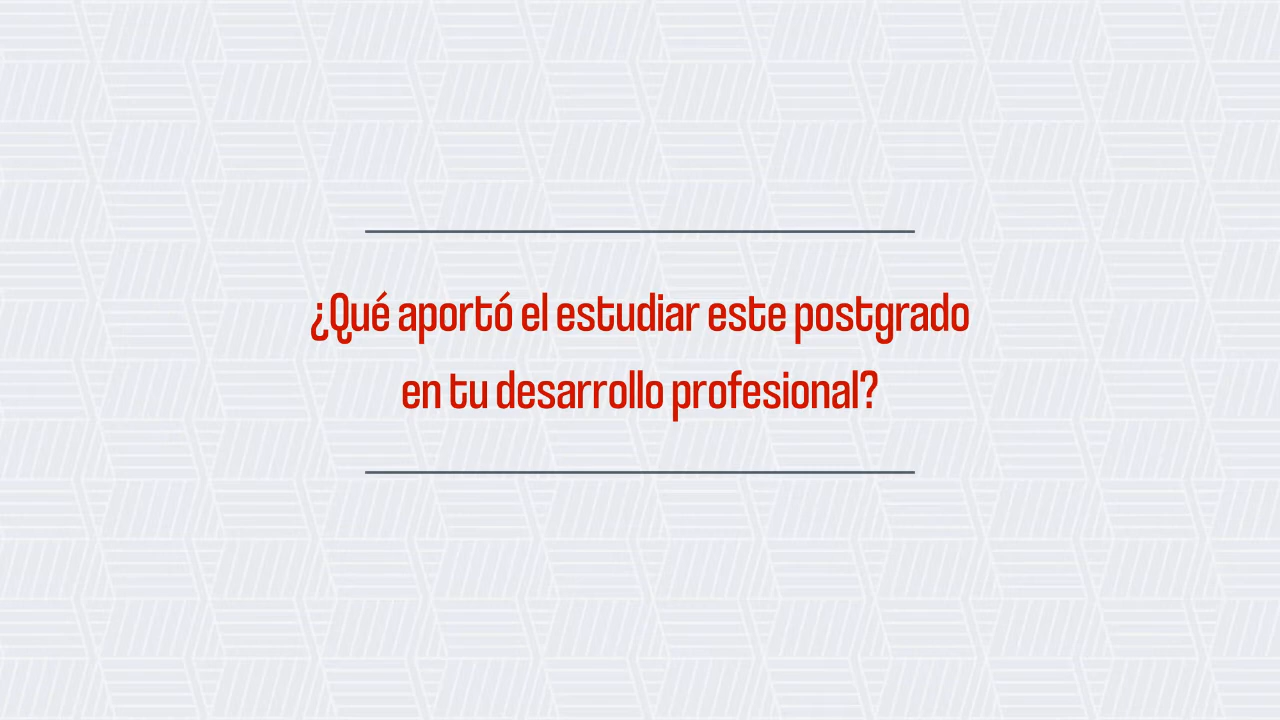 ¿Qué aportó el estudiar este postgrado
en tu desarrollo profesional?